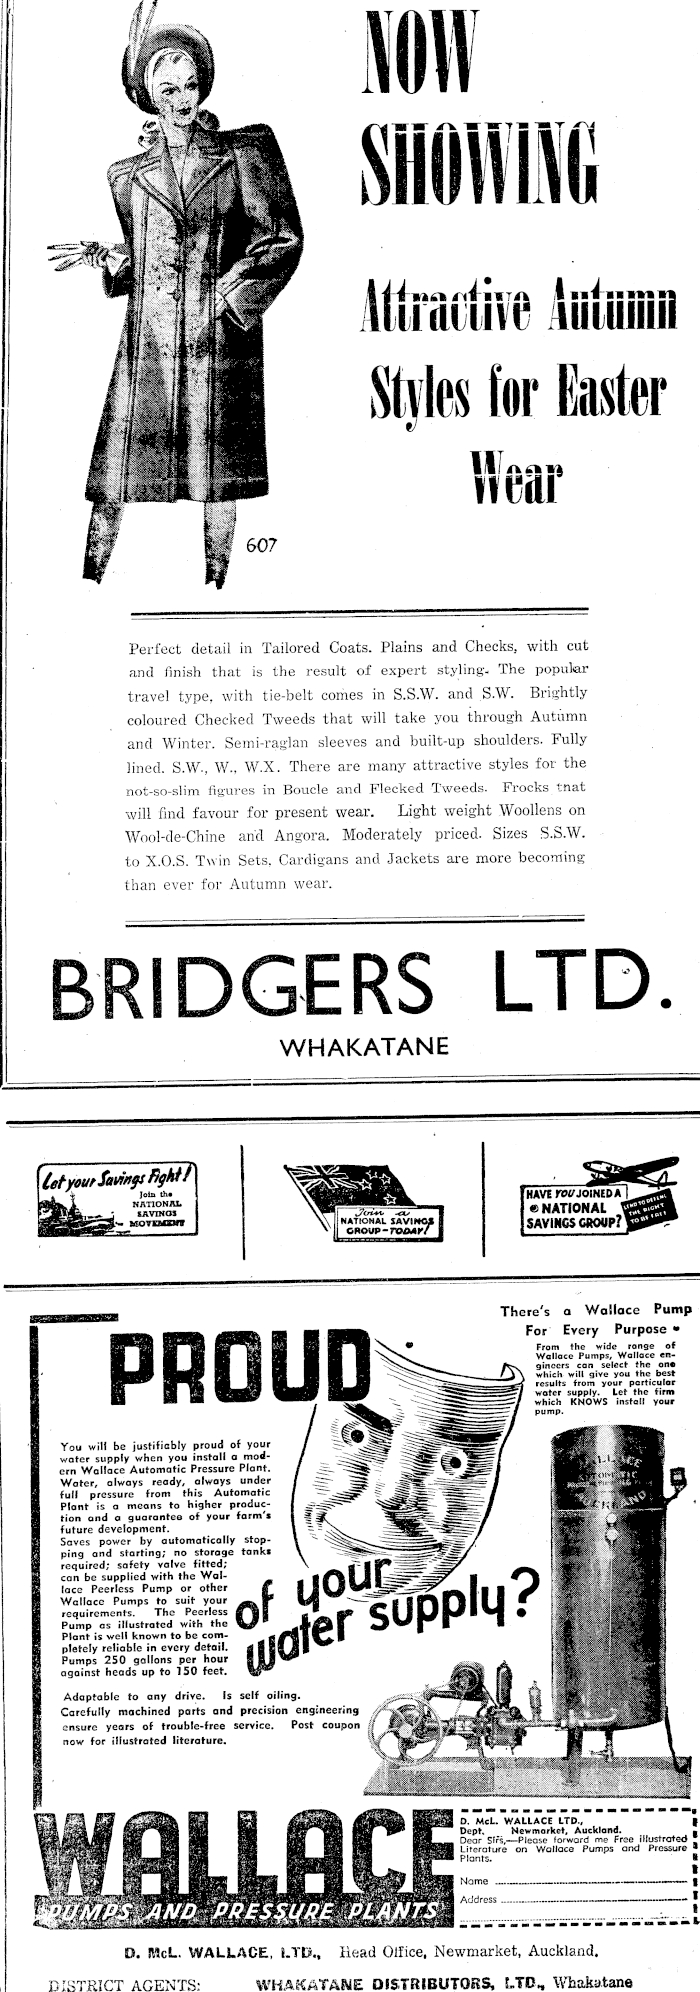 NOW
SHOWING
Attractive Autumn
Styles for Easter
Wear
607
Perfect detail in Tailored Coats. Plains and Checks, with cut
and finish that is the result of expert styling. The popular
travel type, with tie-belt comes in S.S.W. and S.W. Brightly
coloured Checked Tweeds that will take you through Autumn
and Winter. Semi-raglan sleeves and built-up shoulders. Fully
lined. S.W., W., W.X. There are many attractive styles for the
not-so-slim figures in Boucle and Flecked Tweeds. Frocks that
will find favour for present wear. Light weight Woollens on
Wool-de-Chine and Angora. Moderately priced. Sizes S.S.W.
to X.O.S. Twin Sets, Cardigans and Jackets are more becoming
than ever for Autumn wear.
BRIDGERS LTD.
WHAKATANE
Let your Savings Fight!
Join the
NATIONAL
SAVINGS
MOVEMENT
Join a
NATIONAL SAVINGS
GROUP-TODAY!
HAVE YOU JOINED A
NATIONAL
SAVINGS GROUP?
LEND TO DEFEND
THE RIGHT
TO BE FREE
There's a Wallace Pump
For Every Purpose
From the wide range of
Wallace Pumps, Wallace en-
gineers can select the one
which will give you the best
results from your particular
water supply. Let the firm
which KNOWS install your
pump.
PROUD
You will be justifiably proud of your
water supply when you install a mod-
ern Wallace Automatic Pressure Plant.
Water, always ready, always under
full pressure from this Automatic
Plant is a means to higher produc-
tion and a guarantee of your farm's
future development.
Saves power by automatically stop-
ping and starting; no storage tanks
required; safety valve fitted;
can be supplied with the Wal-
lace Peerless Pump or other
Wallace Pumps to suit your
requirements. The Peerless
Pump as illustrated with the
Plant is well known to be com-
pletely reliable in every detail.
Pumps 250 gallons per hour
against heads up to 150 feet.
of your
water supply?
WALLACE
AUTOMATIC
AUCKLAND
Adaptable to any drive. Is self oiling.
Carefully machined parts and precision engineering
ensure years of trouble-free service. Post coupon
now for illustrated literature.
WALLACE
PUMPS AND PRESSURE PLANTS
D. McL. WALLACE LTD.,
Dept. Newmarket, Auckland.
Dear Sirs,—Please forward me Free illustrated
Literature on Wallace Pumps and Pressure
Plants.
Name
Address
D. McL. WALLACE, LTD., Head Office, Newmarket, Auckland.
DISTRICT AGENTS: WHAKATANE DISTRIBUTORS, LTD., Whakatane